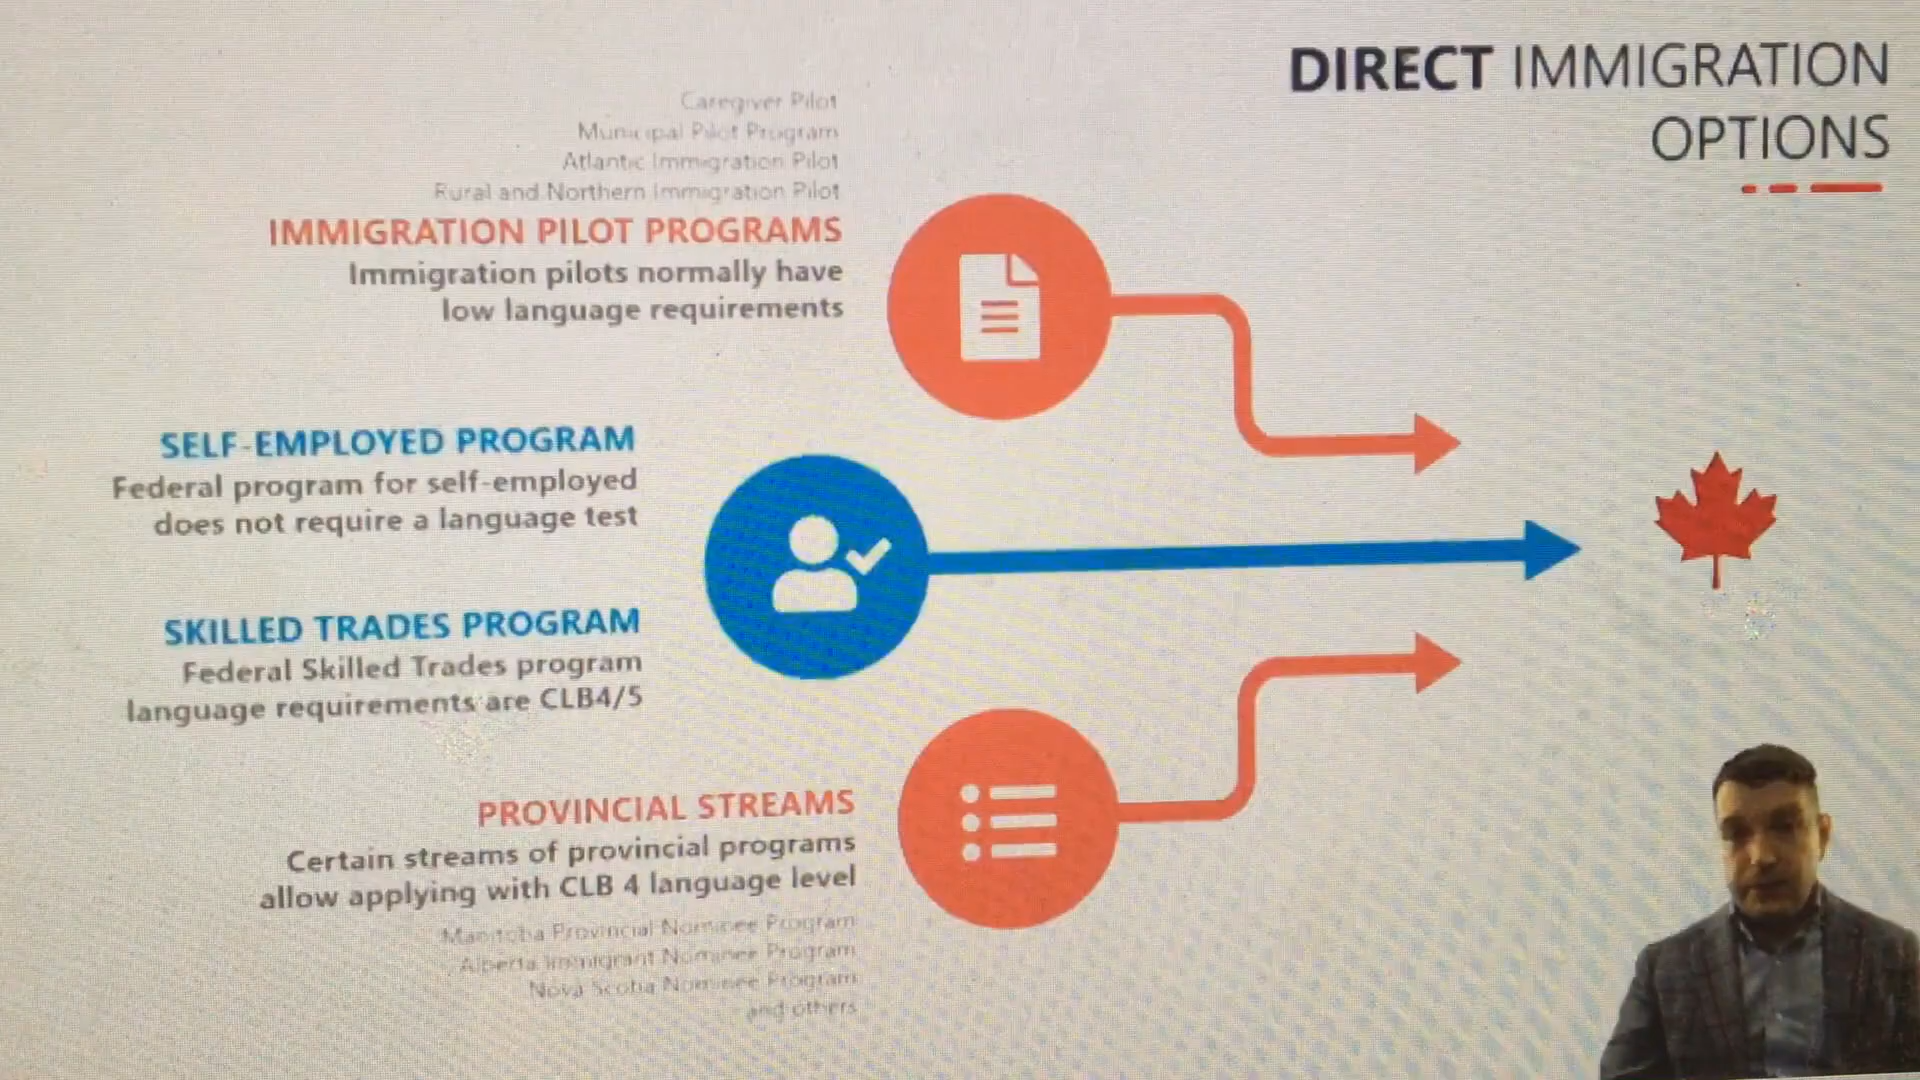 DIRECT IMMIGRATION
OPTIONS
Caregiver Pilot
Municipal Pilot Program
Atlantic Immigration Pilot
Rural and Northern Immigration Pilot
IMMIGRATION PILOT PROGRAMS
Immigration pilots normally have
low language requirements
SELF-EMPLOYED PROGRAM
Federal program for self-employed
does not require a language test
SKILLED TRADES PROGRAM
Federal Skilled Trades program
language requirements are CLB4/5
PROVINCIAL STREAMS
Certain streams of provincial programs
allow applying with CLB 4 language level
Manitoba Provincial Nominee Program
Alberta Immigrant Nominee Program
Nova Scotia Nominee Program
and others